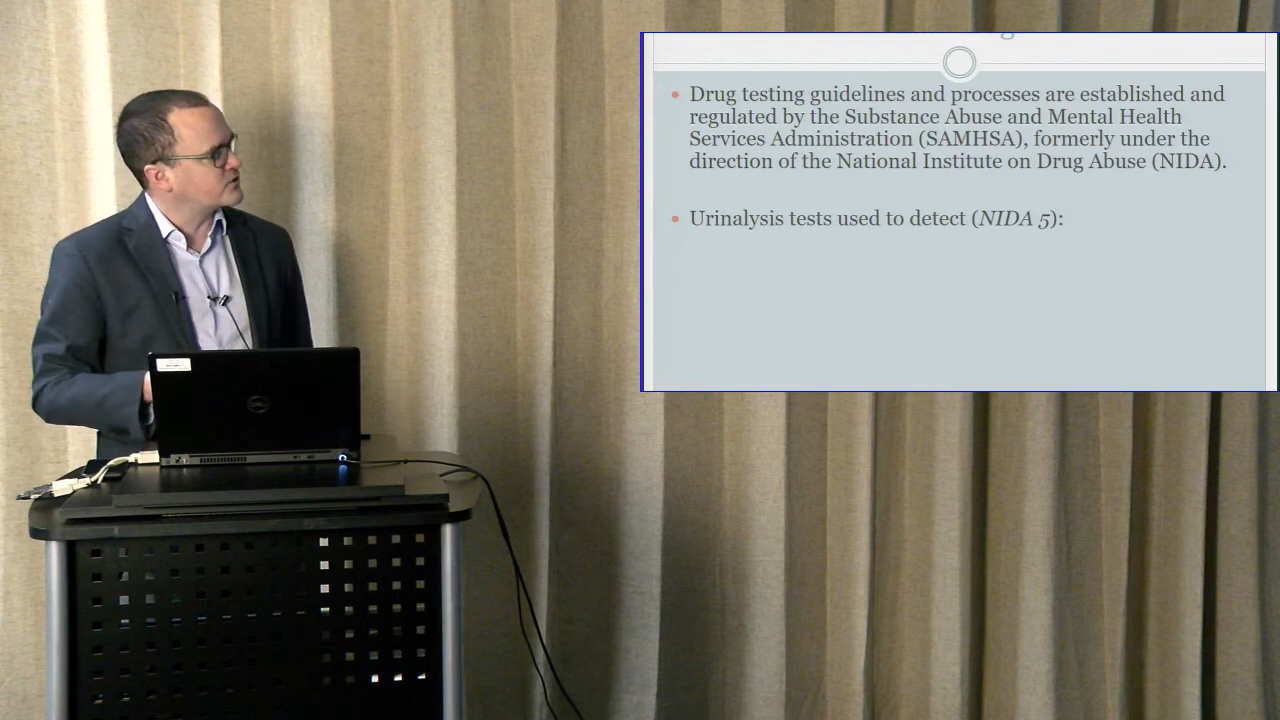 Drug testing guidelines and processes are established and
regulated by the Substance Abuse and Mental Health
Services Administration (SAMHSA), formerly under the
direction of the National Institute on Drug Abuse (NIDA).
Urinalysis tests used to detect (NIDA 5):